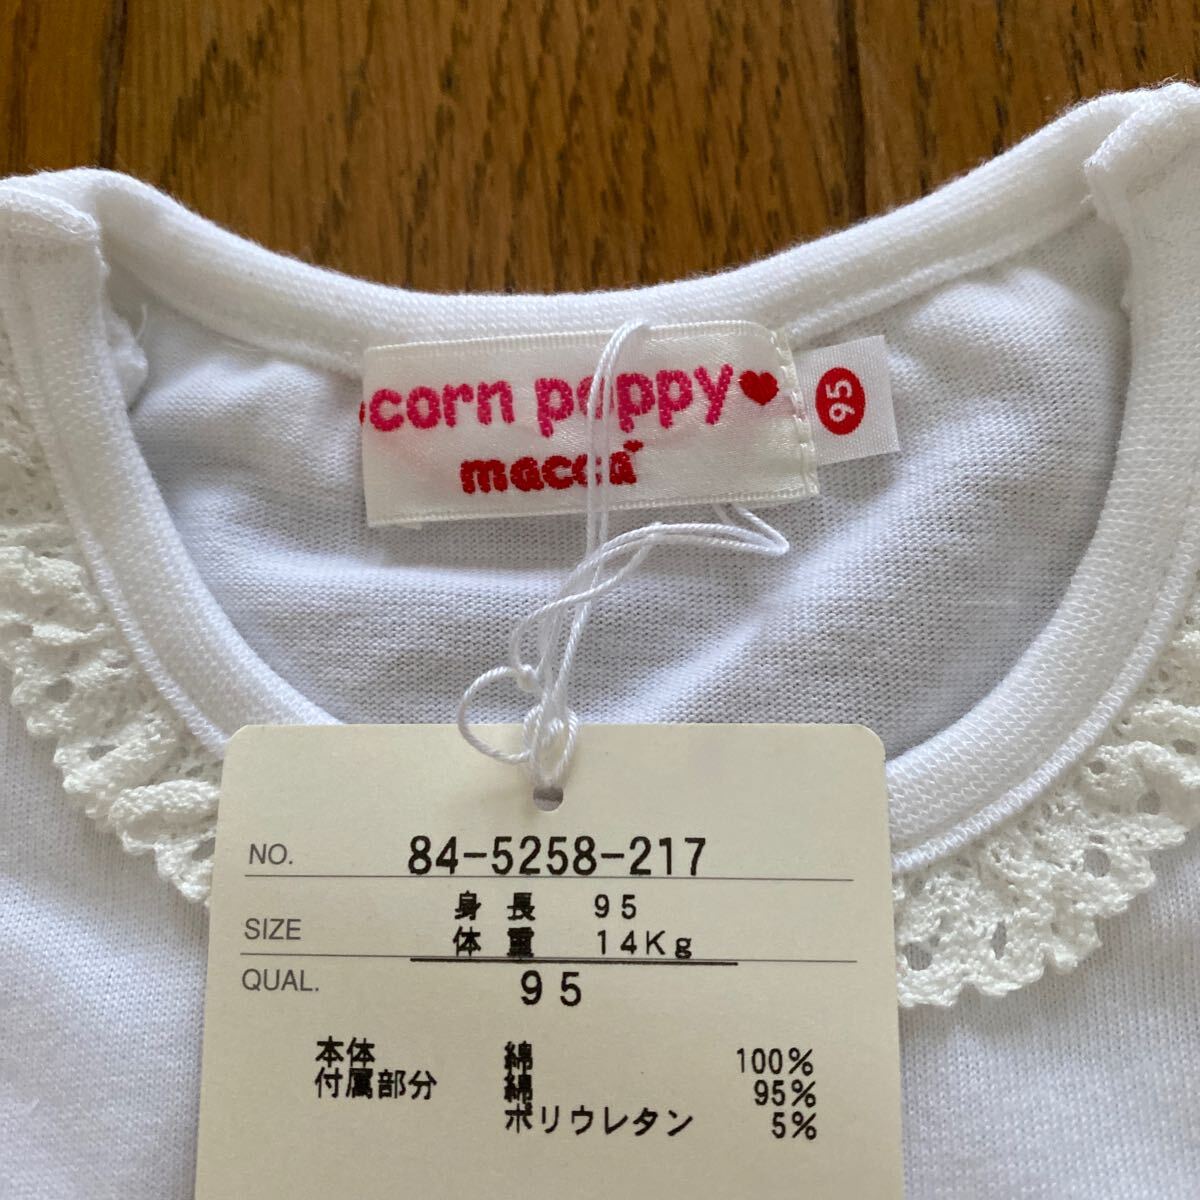 corn poppy
macca
95
NO. 84-5258-217
身長 95
SIZE 体重 14Kg
QUAL. 95
本体 綿 100%
付属部分 綿 95%
ポリウレタン 5%